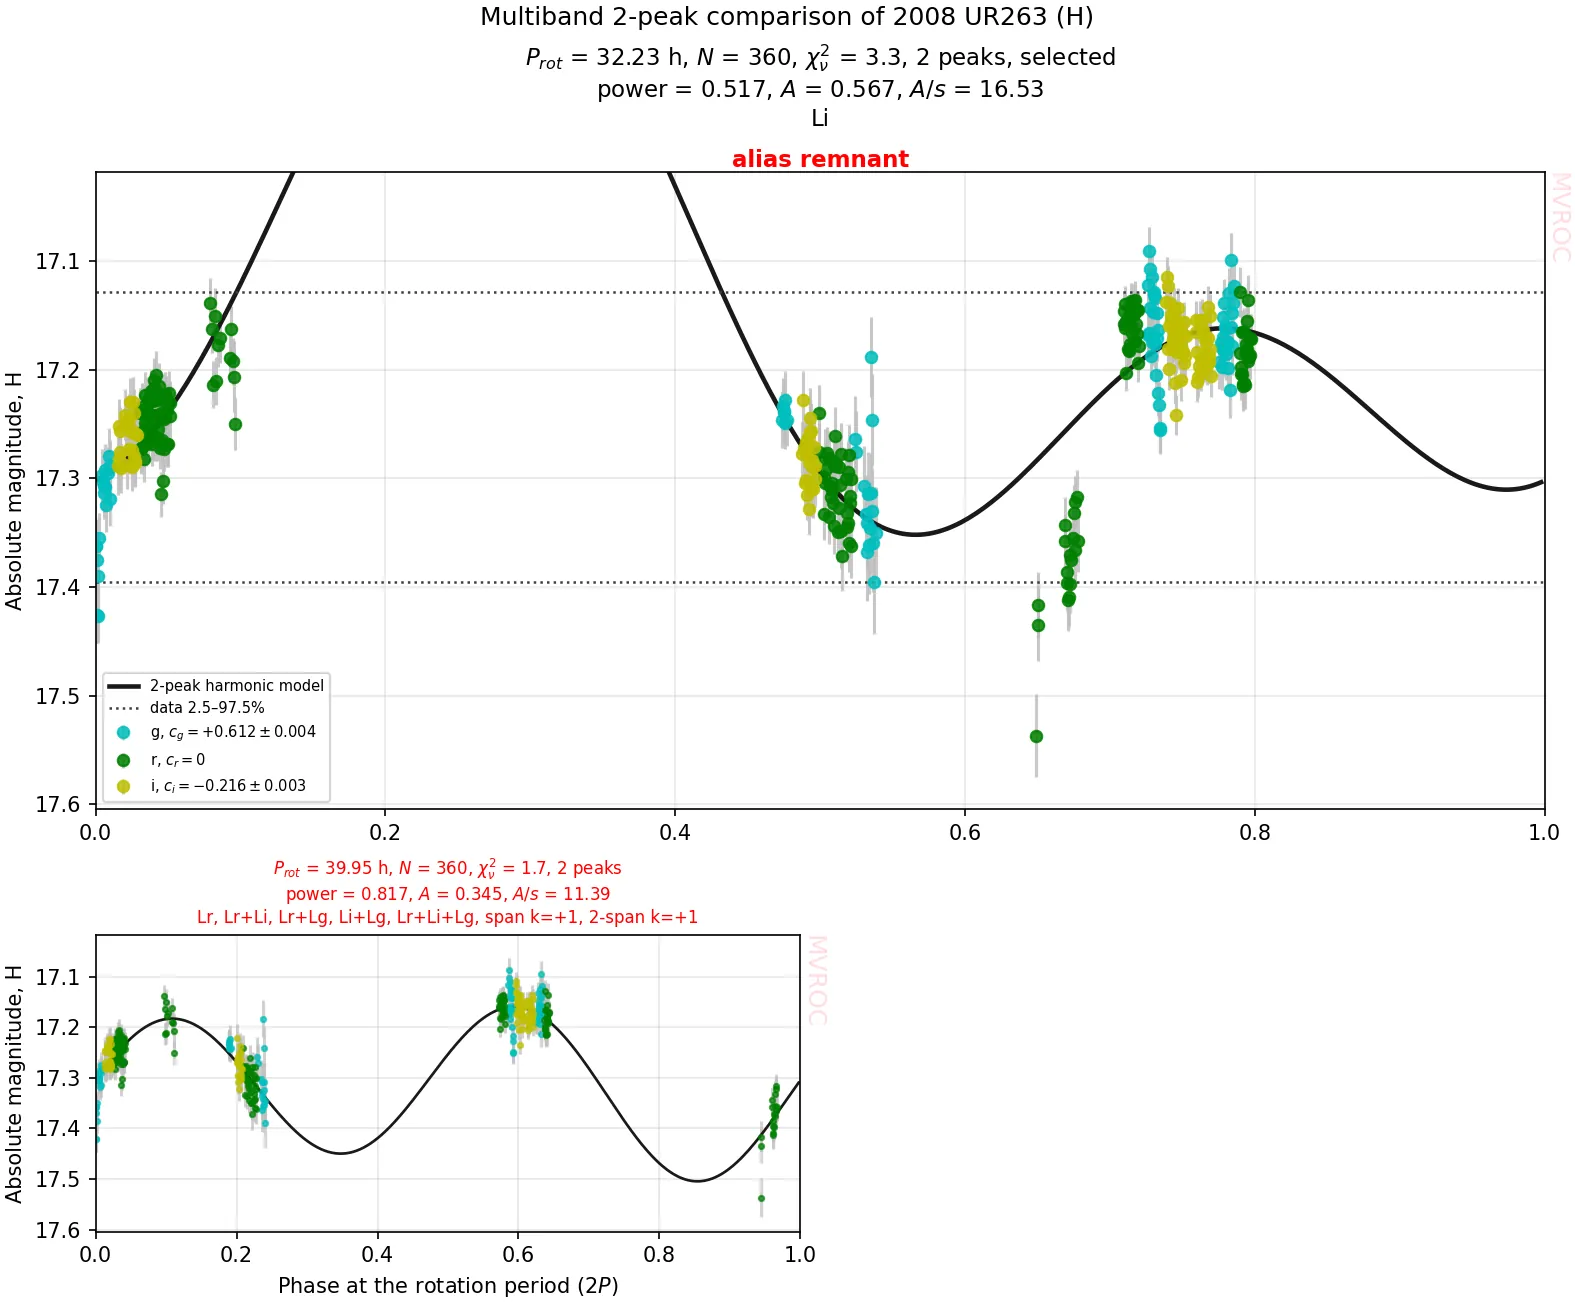 Multiband 2-peak comparison of 2008 UR263 (H)
P_rot = 32.23 h, N = 360, χ²_ν = 3.3, 2 peaks, selected
power = 0.517, A = 0.567, A/s = 16.53
Li
alias remnant
MVROC
Absolute magnitude, H
17.1
17.2
17.3
17.4
17.5
17.6
2-peak harmonic model
data 2.5–97.5%
g, c_g = +0.612 ± 0.004
r, c_r = 0
i, c_i = −0.216 ± 0.003
0.0 0.2 0.4 0.6 0.8 1.0
P_rot = 39.95 h, N = 360, χ²_ν = 1.7, 2 peaks
power = 0.817, A = 0.345, A/s = 11.39
Lr, Lr+Li, Lr+Lg, Li+Lg, Lr+Li+Lg, span k=+1, 2-span k=+1
MVROC
Absolute magnitude, H
17.1
17.2
17.3
17.4
17.5
17.6
0.0 0.2 0.4 0.6 0.8 1.0
Phase at the rotation period (2P)